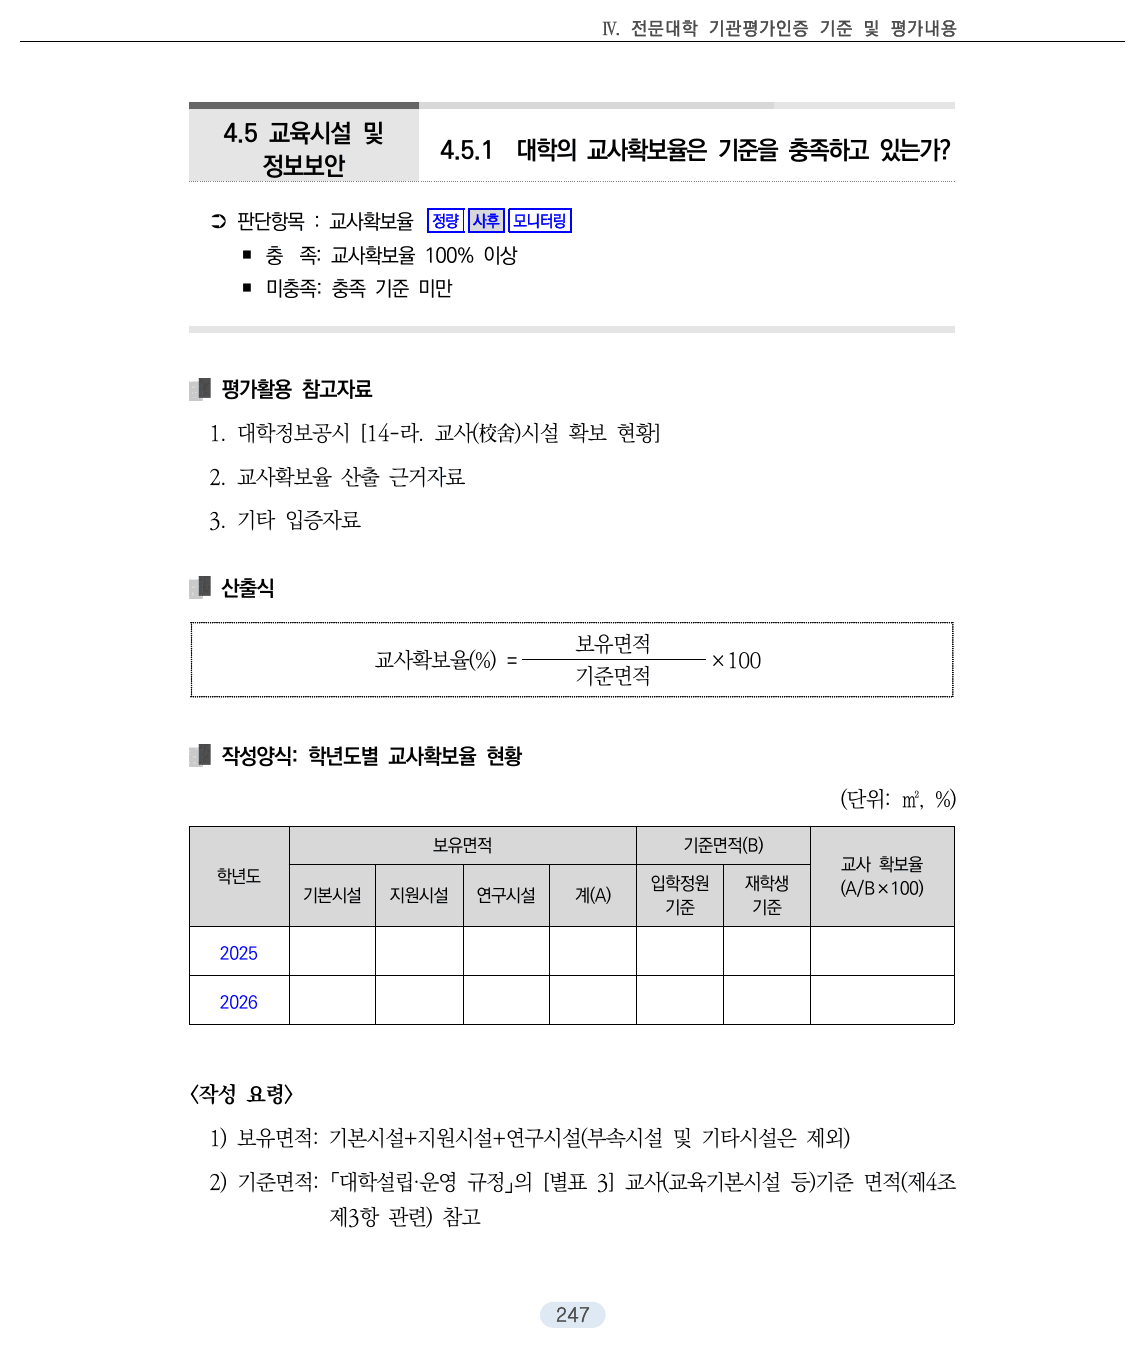 Ⅳ. 전문대학 기관평가인증 기준 및 평가내용
4.5 교육시설 및
정보보안
4.5.1 대학의 교사확보율은 기준을 충족하고 있는가?
➲ 판단항목 : 교사확보율 정량 사후 모니터링
■ 충 족: 교사확보율 100% 이상
■ 미충족: 충족 기준 미만
평가활용 참고자료
1. 대학정보공시 [14-라. 교사(校舍)시설 확보 현황]
2. 교사확보율 산출 근거자료
3. 기타 입증자료
산출식
보유면적
교사확보율(%) = ×100
기준면적
작성양식: 학년도별 교사확보율 현황
(단위: ㎡, %)
학년도 보유면적 기준면적(B) 교사 확보율
(A/B×100)
기본시설 지원시설 연구시설 계(A) 입학정원
기준 재학생
기준
2025
2026
<작성 요령>
1) 보유면적: 기본시설+지원시설+연구시설(부속시설 및 기타시설은 제외)
2) 기준면적: 「대학설립·운영 규정」의 [별표 3] 교사(교육기본시설 등)기준 면적(제4조
제3항 관련) 참고
247